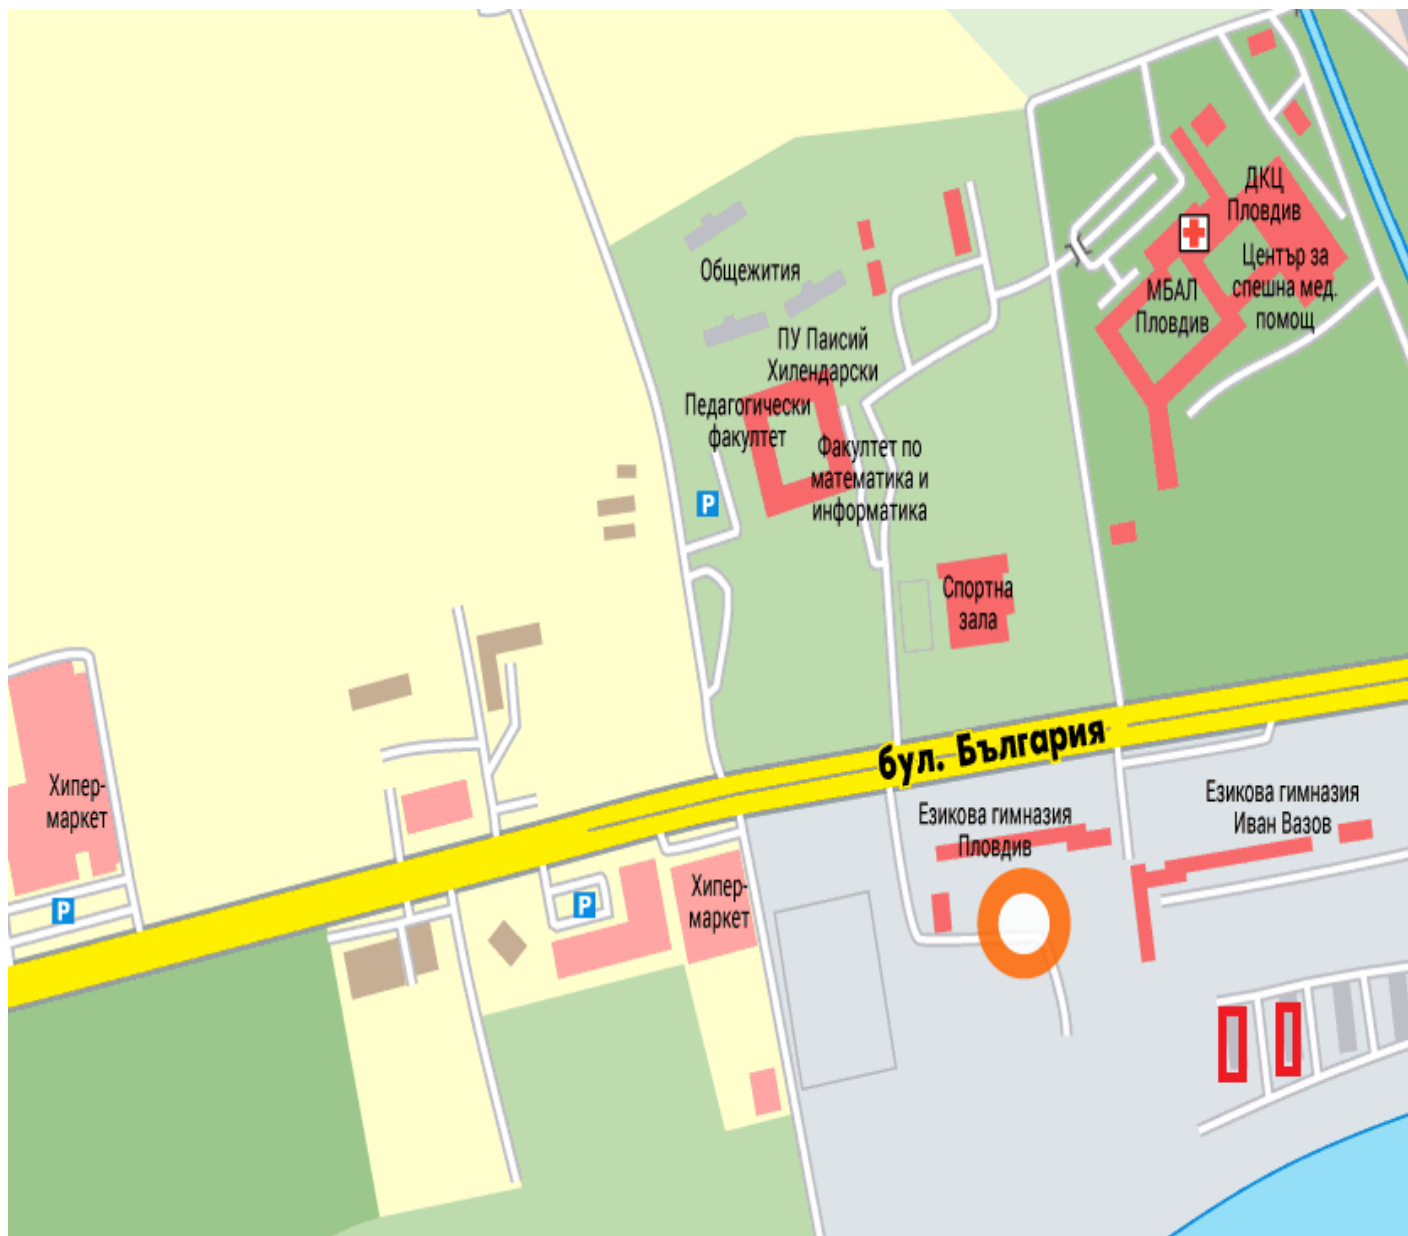 ДКЦ
Пловдив
Център за
спешна мед.
помощ
МБАЛ
Пловдив
Общежития
ПУ Паисий
Хилендарски
Педагогически
факултет
Факултет по
математика и
информатика
P
Спортна
зала
бул. България
Хипер-
маркет
P
Езикова гимназия
Пловдив
Езикова гимназия
Иван Вазов
Хипер-
маркет
P